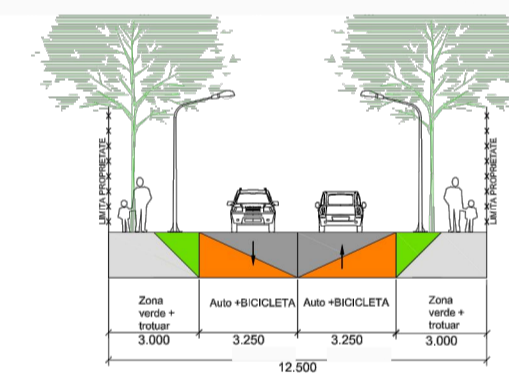 LIMITA PROPRIETATE
LIMITA PROPRIETATE
Zona
verde +
trotuar
Auto +BICICLETA
Auto +BICICLETA
Zona
verde +
trotuar
3.000
3.250
3.250
3.000
12.500